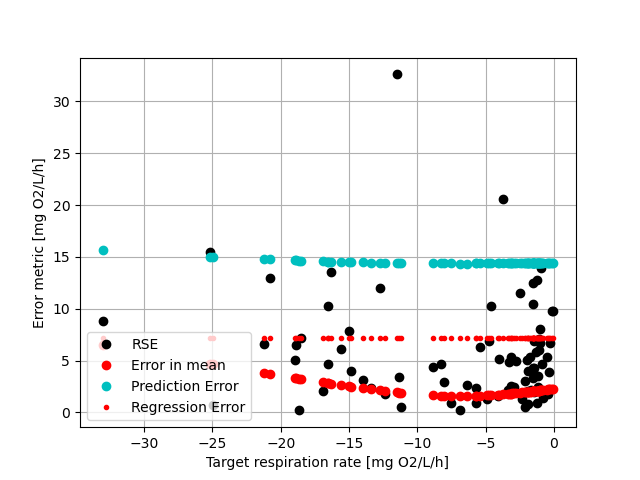 30
25
20
15
10
5
0
Error metric [mg O2/L/h]
RSE
Error in mean
Prediction Error
Regression Error
−30 −25 −20 −15 −10 −5 0
Target respiration rate [mg O2/L/h]